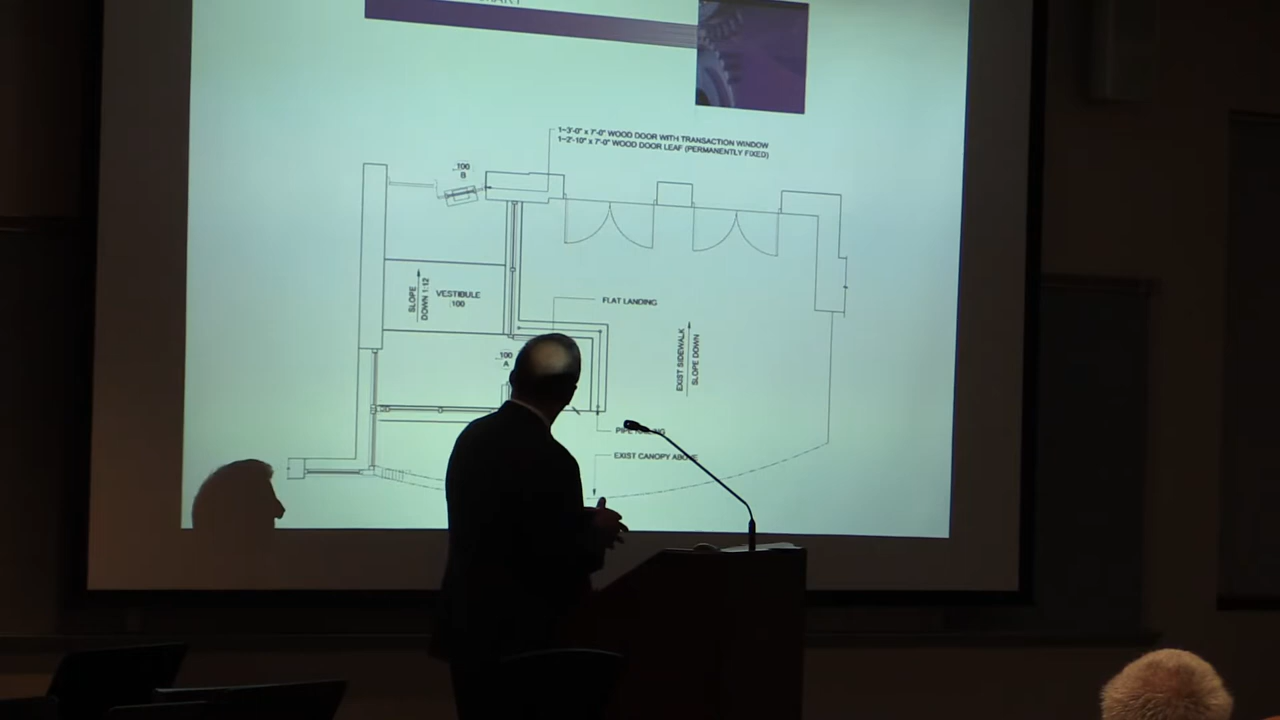 1~3'-0" x 7'-0" WOOD DOOR WITH TRANSACTION WINDOW
1~2'-10" x 7'-0" WOOD DOOR LEAF (PERMANENTLY FIXED)
100
B
SLOPE
DOWN 1:12
VESTIBULE
100
FLAT LANDING
100
A
EXIST SIDEWALK
SLOPE DOWN
EXIST CANOPY ABOVE